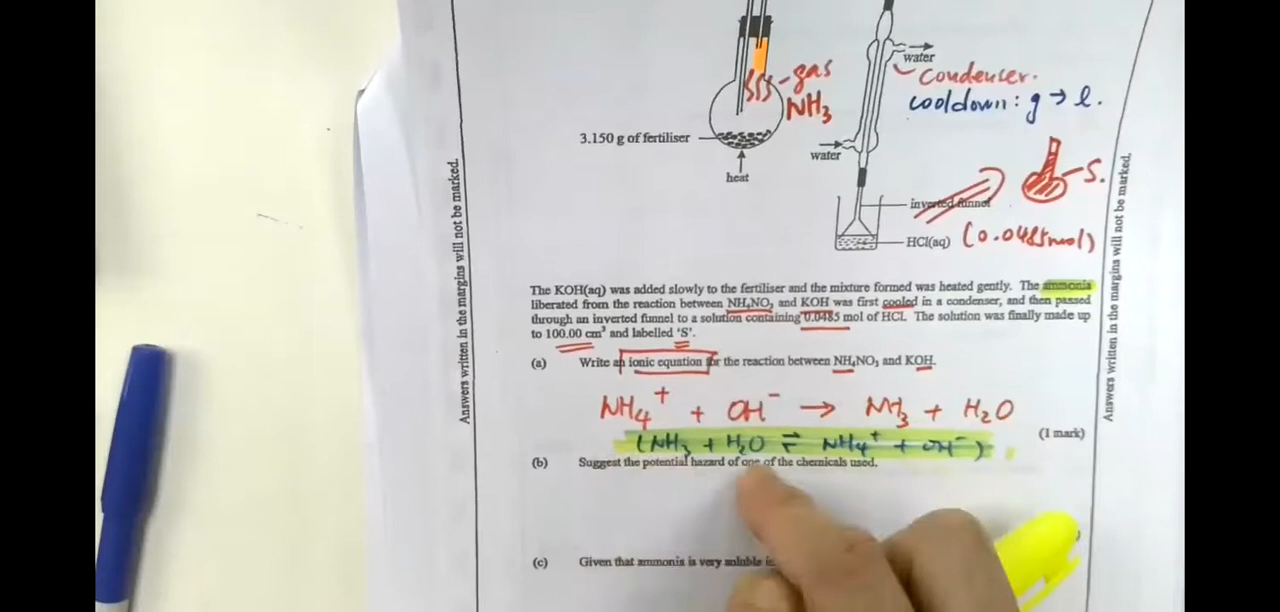 water
condenser.
cooldown: g → l.
SSS-gas
NH3
3.150 g of fertiliser
heat
water
inverted funnel
S.
HCl(aq) (0.0485mol)
The KOH(aq) was added slowly to the fertiliser and the mixture formed was heated gently. The ammonia
liberated from the reaction between NH4NO3 and KOH was first cooled in a condenser, and then passed
through an inverted funnel to a solution containing 0.0485 mol of HCl. The solution was finally made up
to 100.00 cm³ and labelled ‘S’.
(a) Write an ionic equation for the reaction between NH4NO3 and KOH.
NH4⁺ + OH⁻ → NH3 + H2O
(1 mark)
(NH3 + H2O ⇌ NH4⁺ + OH⁻)
(b) Suggest the potential hazard of one of the chemicals used.
(c) Given that ammonia is very soluble
Answers written in the margins will not be marked.
Answers written in the margins will not be marked.